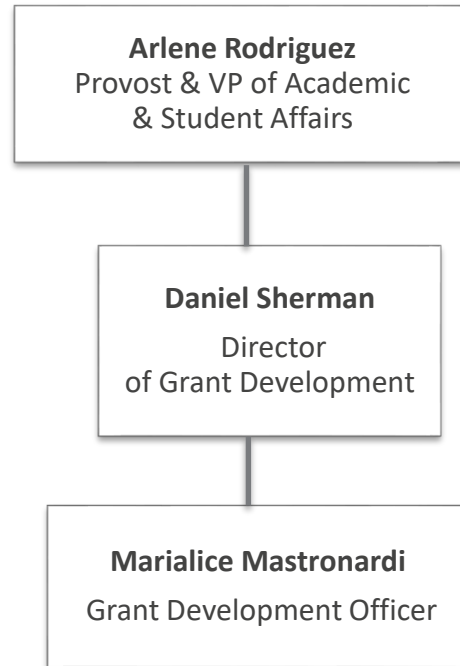 Arlene Rodriguez
Provost & VP of Academic
& Student Affairs
Daniel Sherman
Director
of Grant Development
Marialice Mastronardi
Grant Development Officer